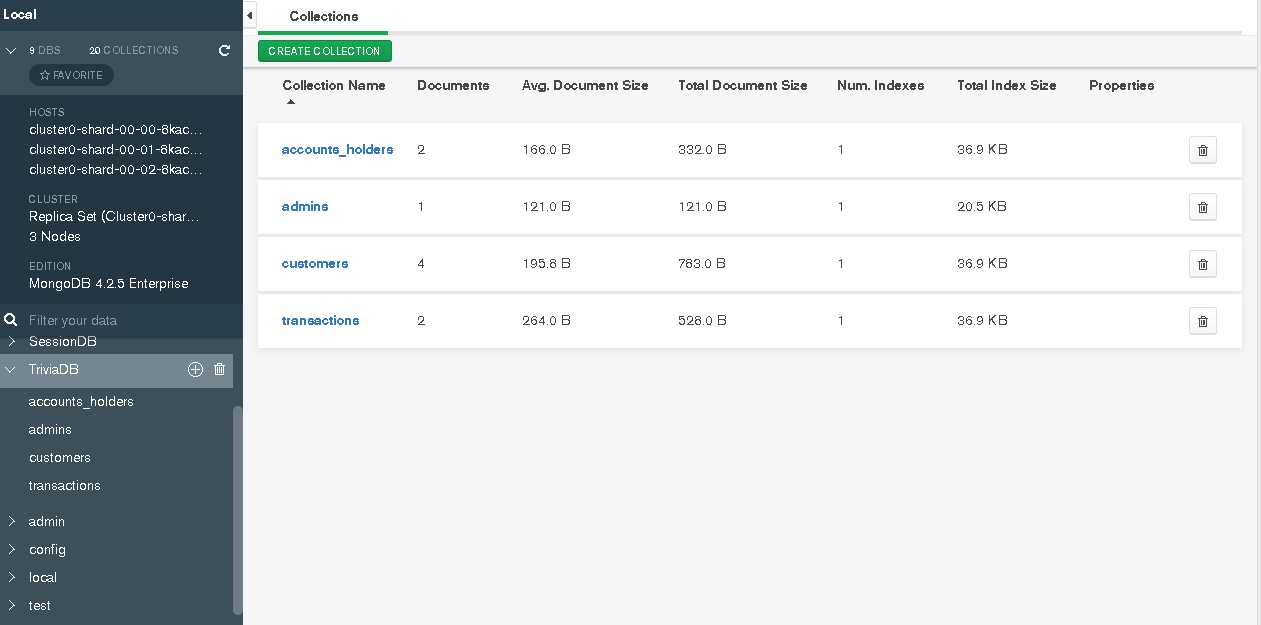 Local
9 DBS 20 COLLECTIONS
FAVORITE
HOSTS
cluster0-shard-00-00-8kac...
cluster0-shard-00-01-8kac...
cluster0-shard-00-02-8kac...
CLUSTER
Replica Set (Cluster0-shar...
3 Nodes
EDITION
MongoDB 4.2.5 Enterprise
Filter your data
SessionDB
TriviaDB
accounts_holders
admins
customers
transactions
admin
config
local
test
Collections
CREATE COLLECTION
Collection Name Documents Avg. Document Size Total Document Size Num. Indexes Total Index Size Properties
accounts_holders 2 166.0 B 332.0 B 1 36.9 KB
admins 1 121.0 B 121.0 B 1 20.5 KB
customers 4 195.8 B 783.0 B 1 36.9 KB
transactions 2 264.0 B 528.0 B 1 36.9 KB